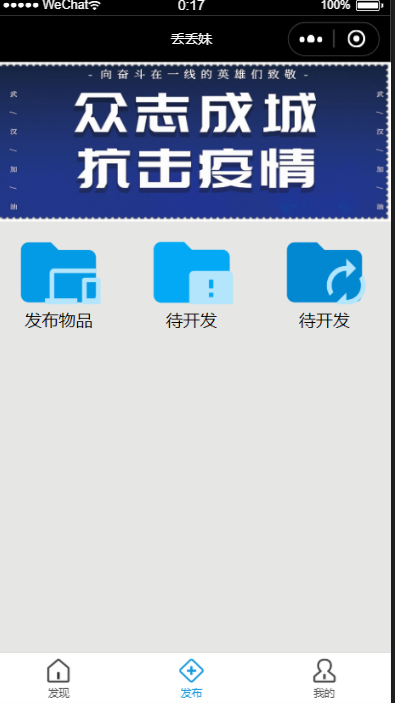 WeChat 0:17 100%
丢丢妹
- 向奋斗在一线的英雄们致敬 -
众志成城
抗击疫情
武汉/加油
武汉/加油
发布物品 待开发 待开发
发现 发布 我的